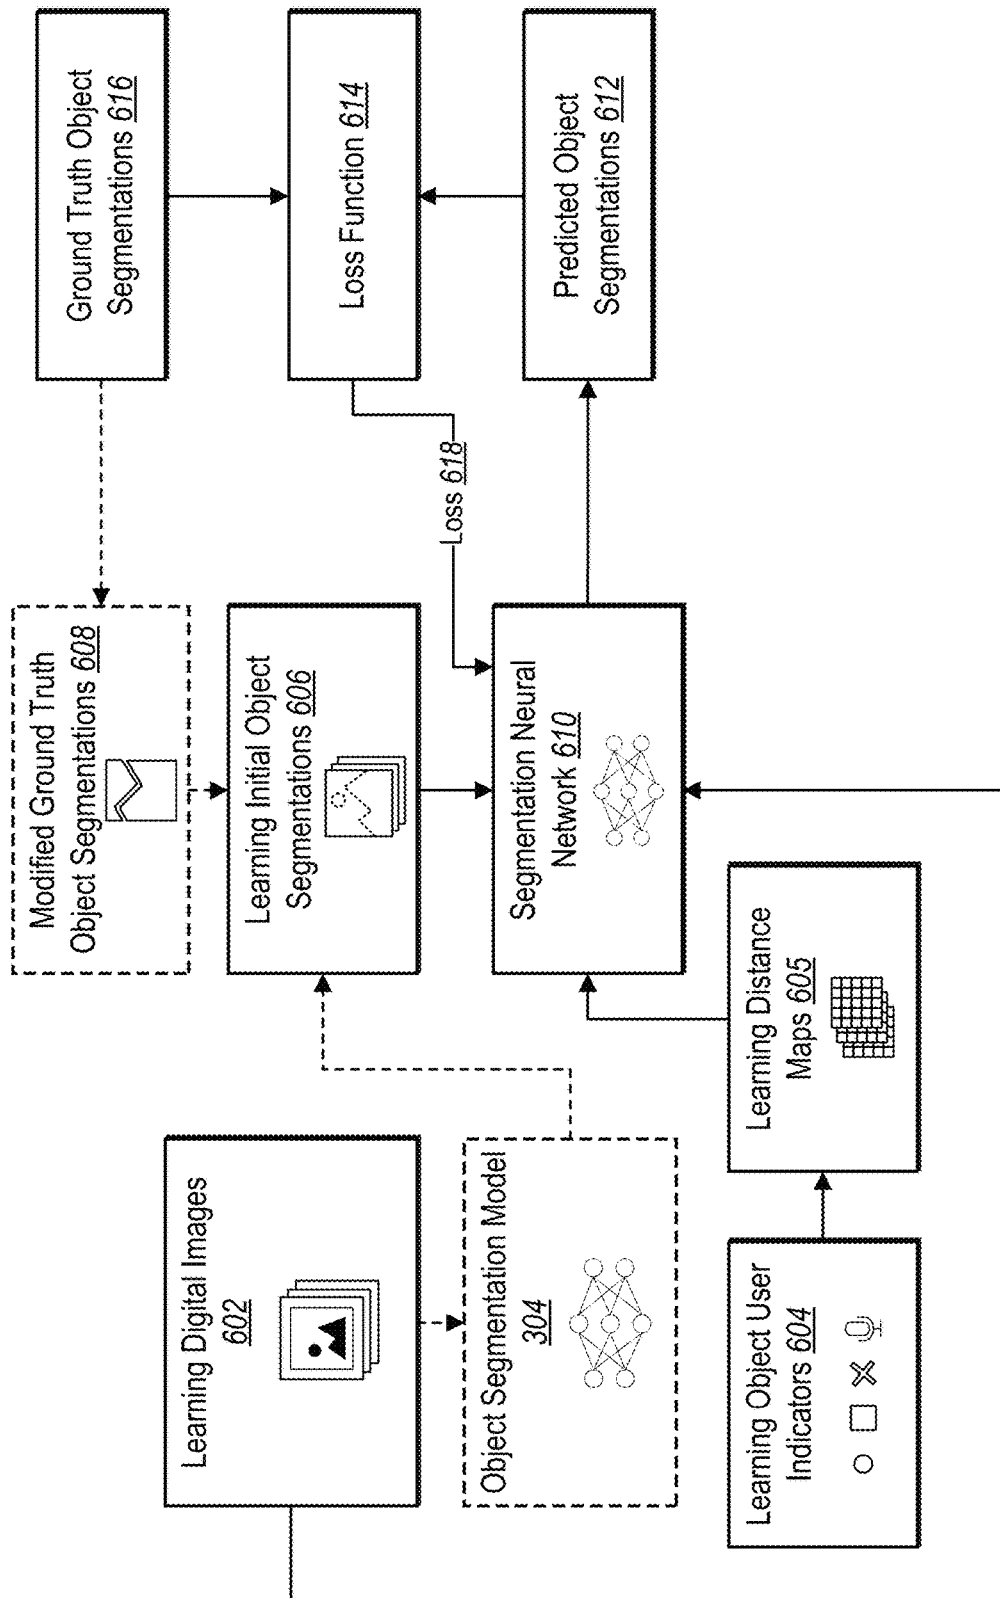 Learning Digital Images
602
Object Segmentation Model
304
Learning Object User
Indicators 604
Learning Distance
Maps 605
Modified Ground Truth
Object Segmentations 608
Learning Initial Object
Segmentations 606
Segmentation Neural
Network 610
Loss 618
Ground Truth Object
Segmentations 616
Loss Function 614
Predicted Object
Segmentations 612